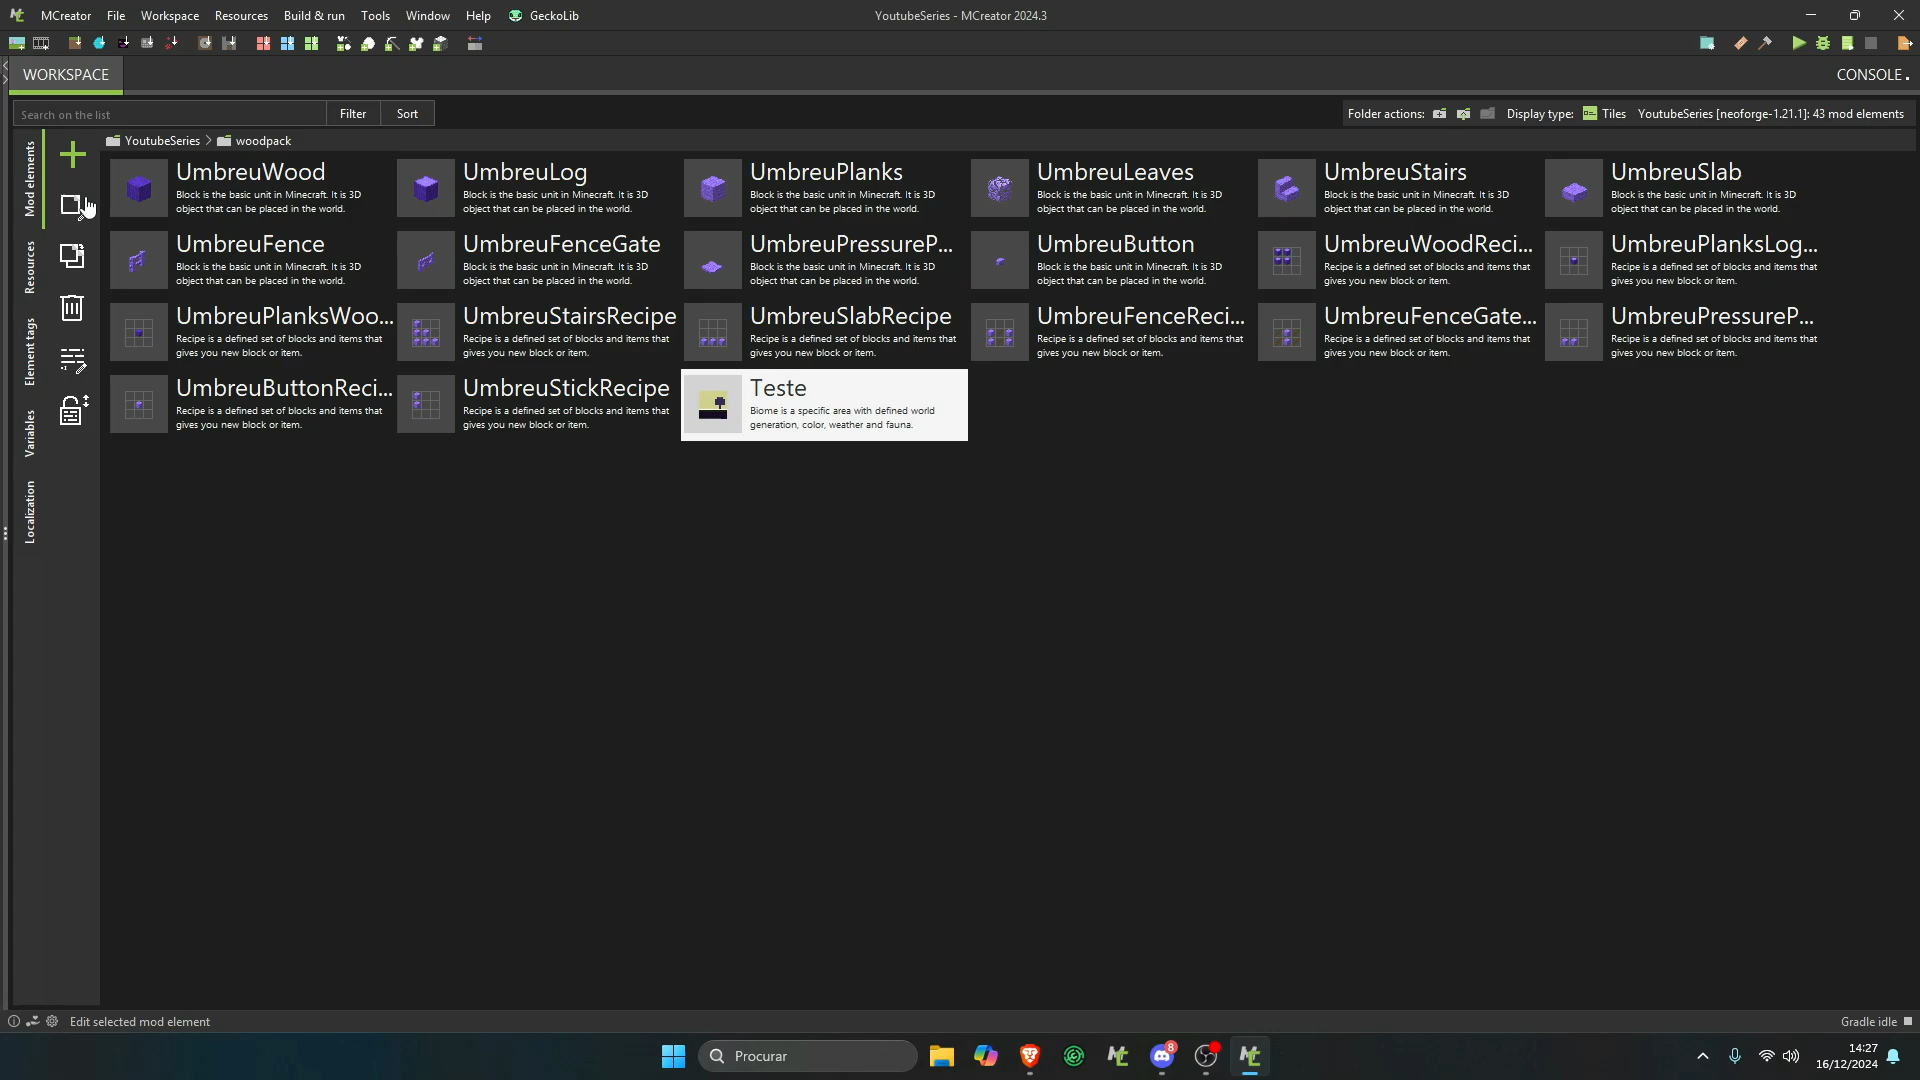 MCreator File Workspace Resources Build & run Tools Window Help GeckoLib YoutubeSeries - MCreator 2024.3
WORKSPACE CONSOLE
Search on the list Filter Sort Folder actions: Display type: Tiles YoutubeSeries [neoforge-1.21.1]: 43 mod elements
YoutubeSeries woodpack
Mod elements
Resources
Element tags
Variables
Localization
UmbreuWood
Block is the basic unit in Minecraft. It is 3D
object that can be placed in the world.
UmbreuLog
Block is the basic unit in Minecraft. It is 3D
object that can be placed in the world.
UmbreuPlanks
Block is the basic unit in Minecraft. It is 3D
object that can be placed in the world.
UmbreuLeaves
Block is the basic unit in Minecraft. It is 3D
object that can be placed in the world.
UmbreuStairs
Block is the basic unit in Minecraft. It is 3D
object that can be placed in the world.
UmbreuSlab
Block is the basic unit in Minecraft. It is 3D
object that can be placed in the world.
UmbreuFence
Block is the basic unit in Minecraft. It is 3D
object that can be placed in the world.
UmbreuFenceGate
Block is the basic unit in Minecraft. It is 3D
object that can be placed in the world.
UmbreuPressureP...
Block is the basic unit in Minecraft. It is 3D
object that can be placed in the world.
UmbreuButton
Block is the basic unit in Minecraft. It is 3D
object that can be placed in the world.
UmbreuWoodReci...
Recipe is a defined set of blocks and items that
gives you new block or item.
UmbreuPlanksLog...
Recipe is a defined set of blocks and items that
gives you new block or item.
UmbreuPlanksWoo...
Recipe is a defined set of blocks and items that
gives you new block or item.
UmbreuStairsRecipe
Recipe is a defined set of blocks and items that
gives you new block or item.
UmbreuSlabRecipe
Recipe is a defined set of blocks and items that
gives you new block or item.
UmbreuFenceReci...
Recipe is a defined set of blocks and items that
gives you new block or item.
UmbreuFenceGate...
Recipe is a defined set of blocks and items that
gives you new block or item.
UmbreuPressureP...
Recipe is a defined set of blocks and items that
gives you new block or item.
UmbreuButtonReci...
Recipe is a defined set of blocks and items that
gives you new block or item.
UmbreuStickRecipe
Recipe is a defined set of blocks and items that
gives you new block or item.
Teste
Biome is a specific area with defined world
generation, color, weather and fauna.
Edit selected mod element Gradle idle
Procurar 8 14:27
16/12/2024